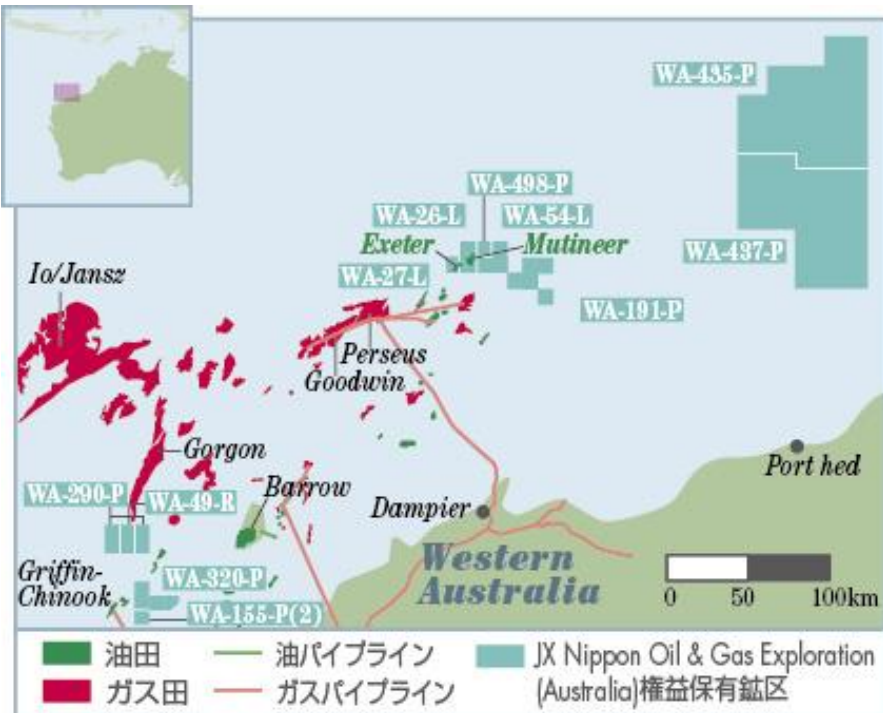 WA-435-P
WA-498-P
WA-26-L
WA-54-L
Exeter
Mutineer
WA-437-P
Io/Jansz
WA-27-L
WA-191-P
Perseus
Goodwin
Gorgon
Port hed
WA-290-P
WA-49-R
Barrow
Dampier
Griffin-
Chinook
WA-320-P
Western
Australia
WA-155-P(2)
0 50 100km
油田 油パイプライン JX Nippon Oil & Gas Exploration
ガス田 ガスパイプライン (Australia)権益保有鉱区